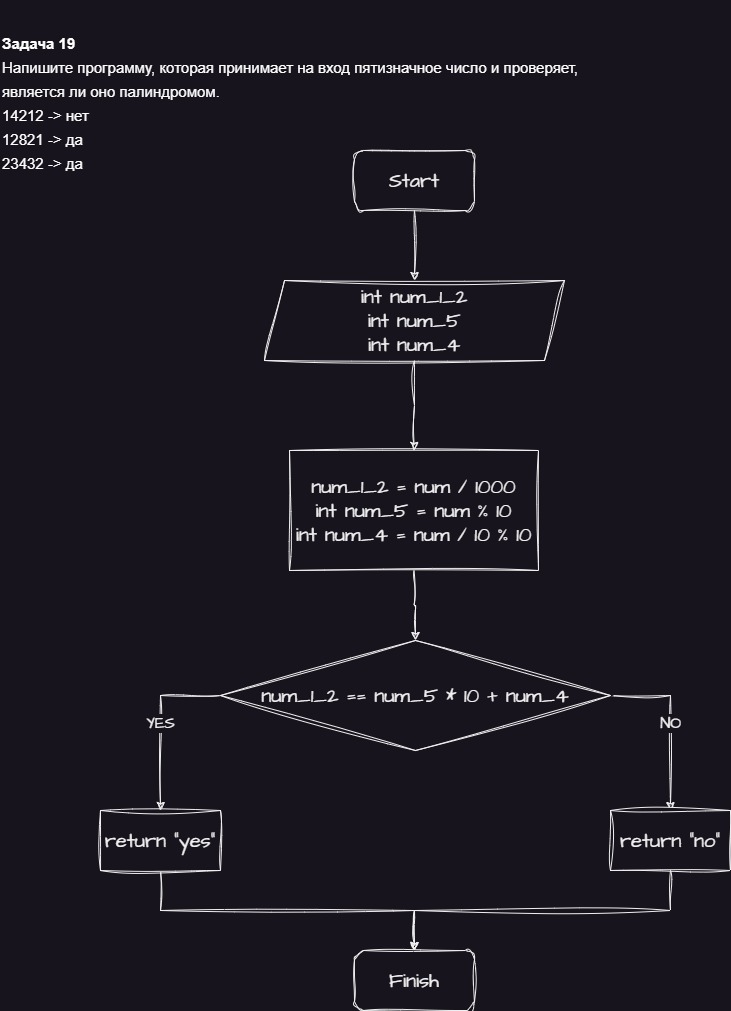 Задача 19
Напишите программу, которая принимает на вход пятизначное число и проверяет,
является ли оно палиндромом.
14212 -> нет
12821 -> да
23432 -> да
Start
int num_1_2
int num_5
int num_4
num_1_2 = num / 1000
int num_5 = num % 10
int num_4 = num / 10 % 10
num_1_2 == num_5 * 10 + num_4
YES
NO
return "yes"
return "no"
Finish